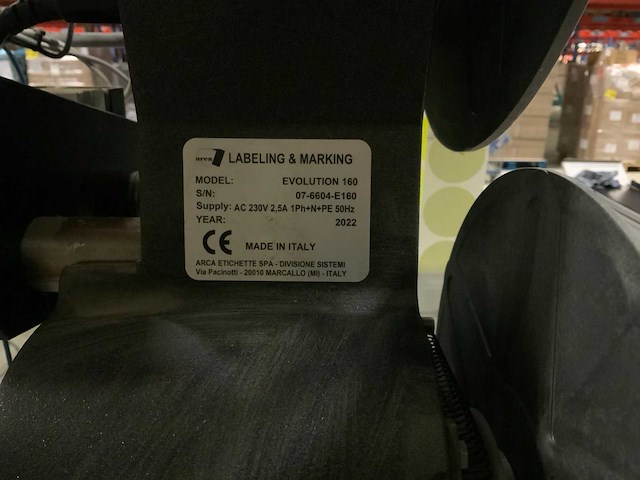 arca LABELING & MARKING
MODEL: EVOLUTION 160
S/N: 07-6604-E160
Supply: AC 230V 2,5A 1Ph+N+PE 50Hz
YEAR: 2022
CE MADE IN ITALY
ARCA ETICHETTE SPA - DIVISIONE SISTEMI
Via Pacinotti - 20010 MARCALLO (MI) - ITALY